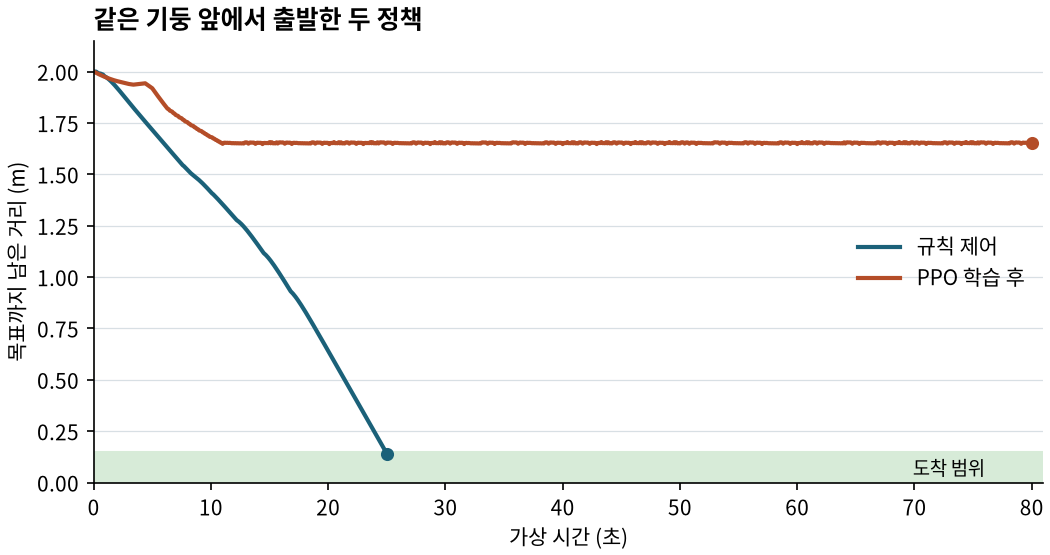 같은 기둥 앞에서 출발한 두 정책
목표까지 남은 거리 (m)
2.00
1.75
1.50
1.25
1.00
0.75
0.50
0.25
0.00
규칙 제어
PPO 학습 후
도착 범위
0 10 20 30 40 50 60 70 80
가상 시간 (초)